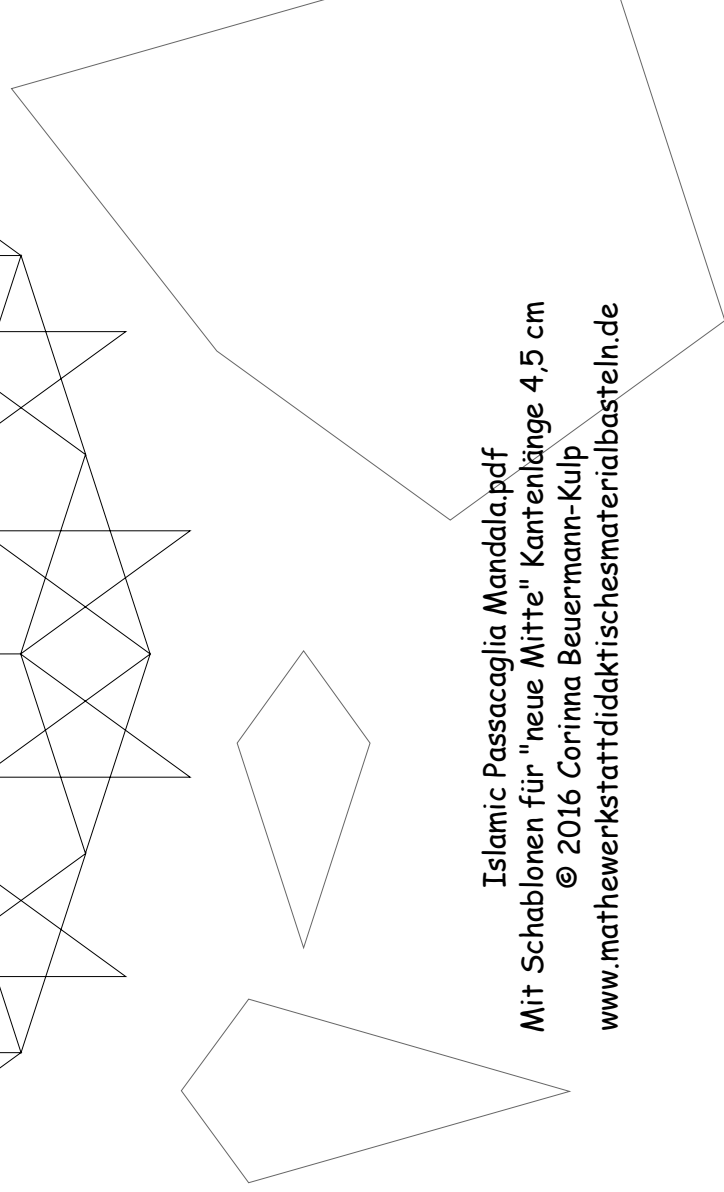 Islamic Passacaglia Mandala.pdf
Mit Schablonen für "neue Mitte" Kantenlänge 4,5 cm
© 2016 Corinna Beuermann-Kulp
www.mathewerkstattdidaktischesmaterialbasteln.de